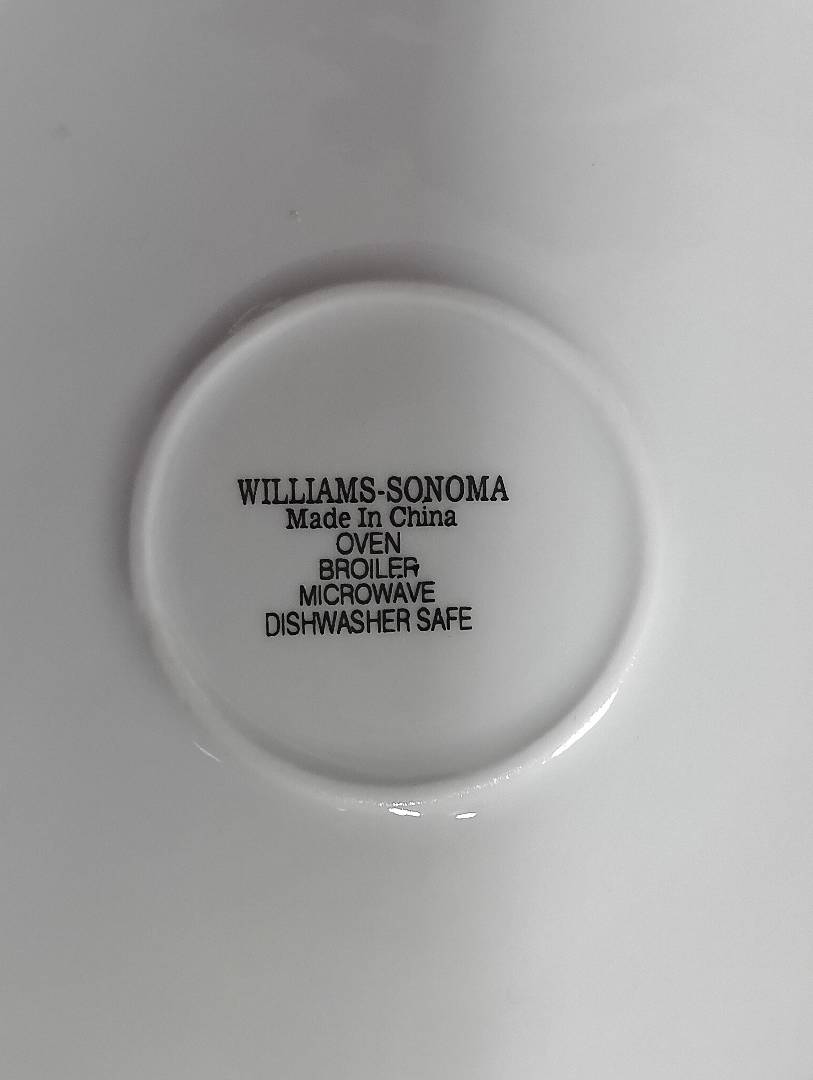 WILLIAMS-SONOMA
Made In China
OVEN
BROILER
MICROWAVE
DISHWASHER SAFE